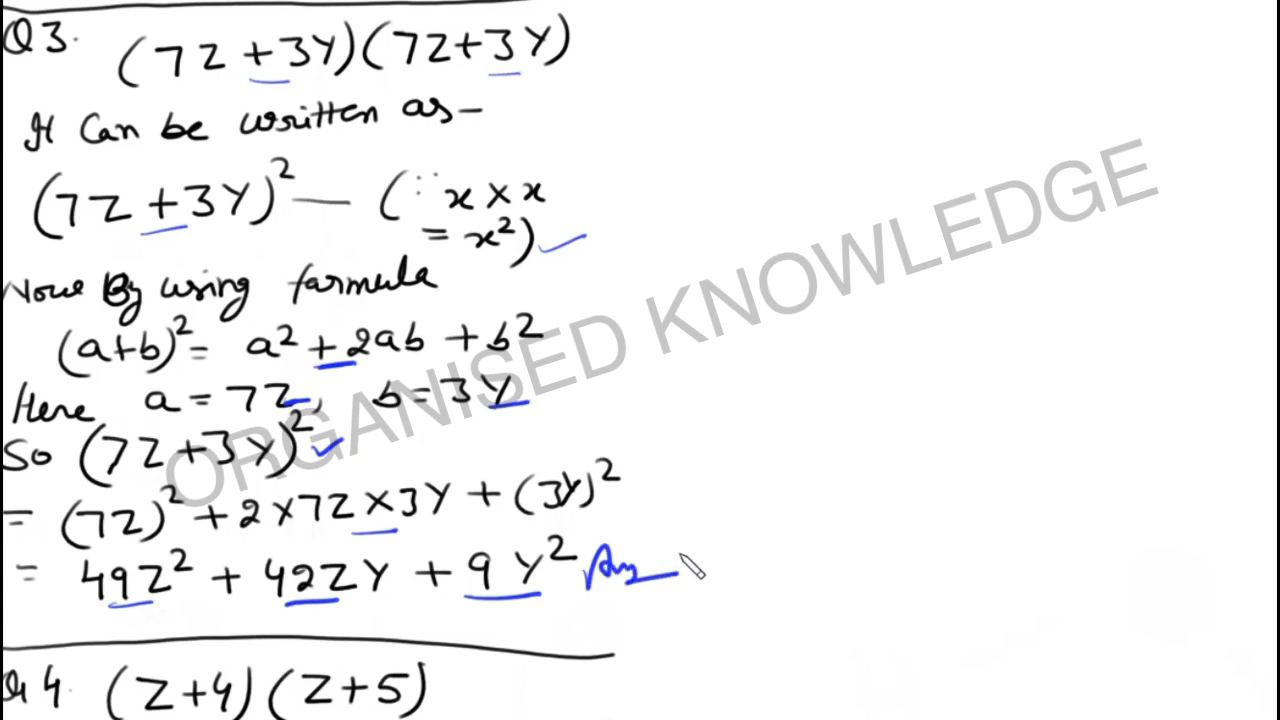 Q3. (7Z+3Y)(7Z+3Y)
It Can be written as—
(7Z+3Y)² — (∵ x × x
= x²)
Now By using formula
(a+b)² = a² + 2ab + b²
Here a = 7Z, b = 3Y
So (7Z+3Y)²
= (7Z)² + 2×7Z×3Y + (3Y)²
= 49Z² + 42ZY + 9Y² Ans
Q4. (Z+4)(Z+5)
ORGANISED KNOWLEDGE